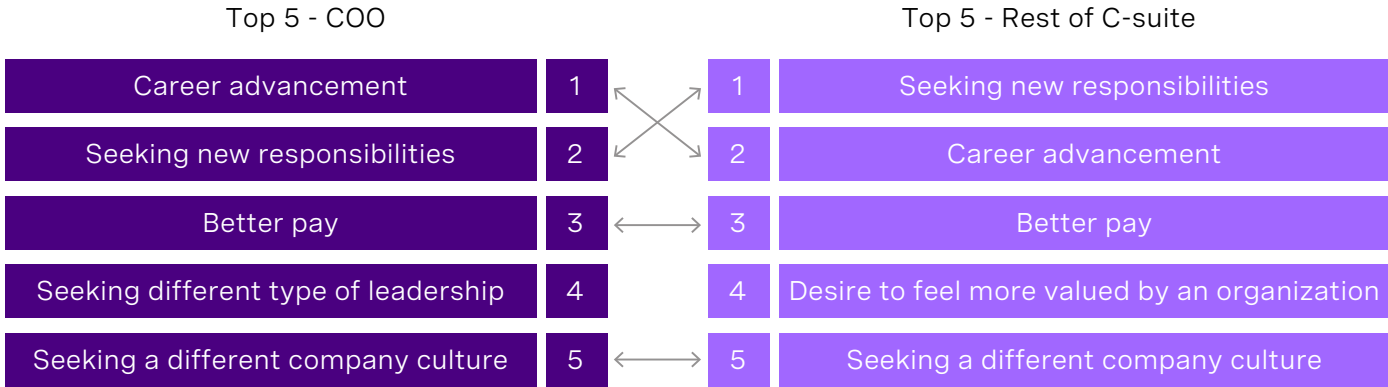 Top 5 - COO
Top 5 - Rest of C-suite
Career advancement 1
1 Seeking new responsibilities
Seeking new responsibilities 2
2 Career advancement
Better pay 3
3 Better pay
Seeking different type of leadership 4
4 Desire to feel more valued by an organization
Seeking a different company culture 5
5 Seeking a different company culture